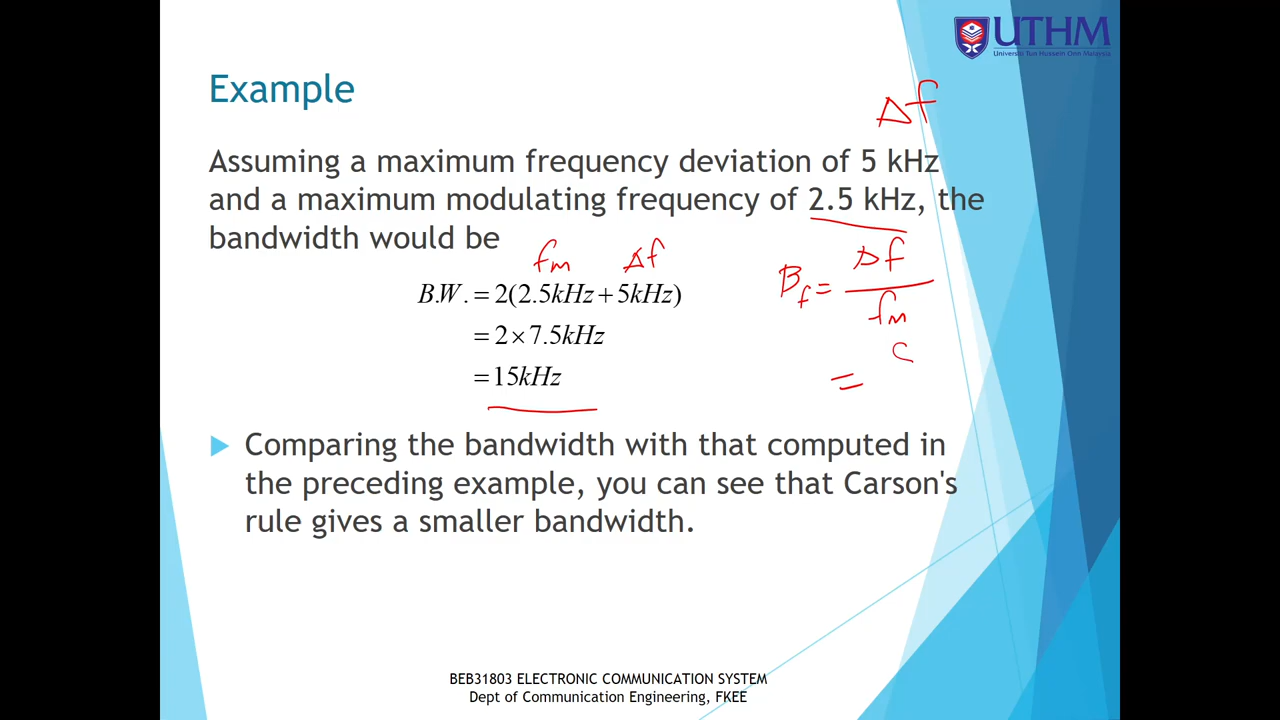 UTHM
Universiti Tun Hussein Onn Malaysia
Example
Δf
Assuming a maximum frequency deviation of 5 kHz
and a maximum modulating frequency of 2.5 kHz, the
bandwidth would be
fm Δf
B.W. = 2(2.5kHz + 5kHz)
= 2 × 7.5kHz
= 15kHz
Bf = Δf / fm
=
Comparing the bandwidth with that computed in
the preceding example, you can see that Carson's
rule gives a smaller bandwidth.
BEB31803 ELECTRONIC COMMUNICATION SYSTEM
Dept of Communication Engineering, FKEE